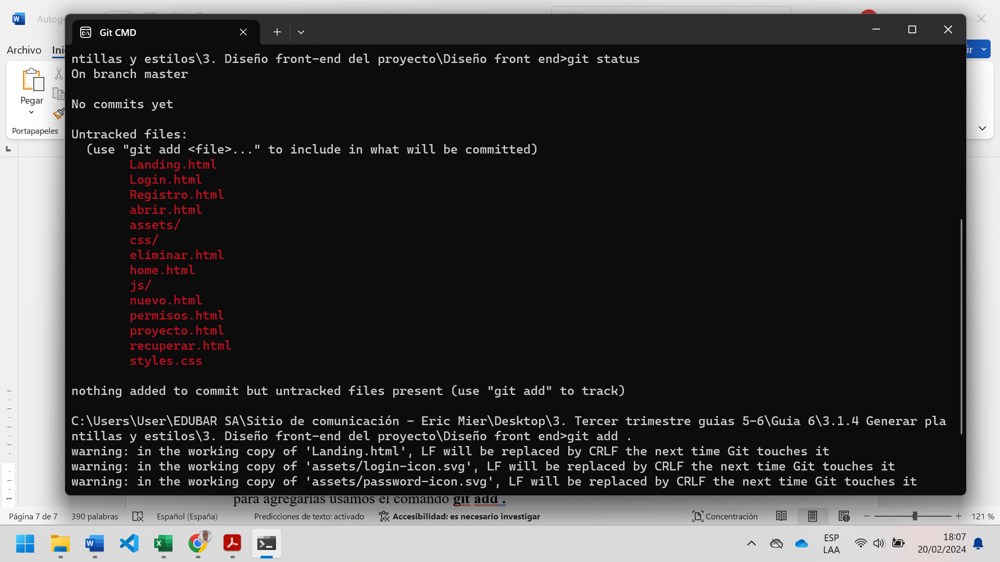 Git CMD
Archivo
Pegar
Portapapeles
ntillas y estilos\3. Diseño front-end del proyecto\Diseño front end>git status
On branch master
No commits yet
Untracked files:
(use "git add <file>..." to include in what will be committed)
Landing.html
Login.html
Registro.html
abrir.html
assets/
css/
eliminar.html
home.html
js/
nuevo.html
permisos.html
proyecto.html
recuperar.html
styles.css
nothing added to commit but untracked files present (use "git add" to track)
C:\Users\User\EDUBAR SA\Sitio de comunicación - Eric Mier\Desktop\3. Tercer trimestre guias 5-6\Guia 6\3.1.4 Generar pla
ntillas y estilos\3. Diseño front-end del proyecto\Diseño front end>git add .
warning: in the working copy of 'Landing.html', LF will be replaced by CRLF the next time Git touches it
warning: in the working copy of 'assets/login-icon.svg', LF will be replaced by CRLF the next time Git touches it
warning: in the working copy of 'assets/password-icon.svg', LF will be replaced by CRLF the next time Git touches it
para agregarlas usamos el comando git add .
Página 7 de 7 390 palabras Español (España) Predicciones de texto: activado Accesibilidad: es necesario investigar Concentración 121 %
ESP
LAA
18:07
20/02/2024